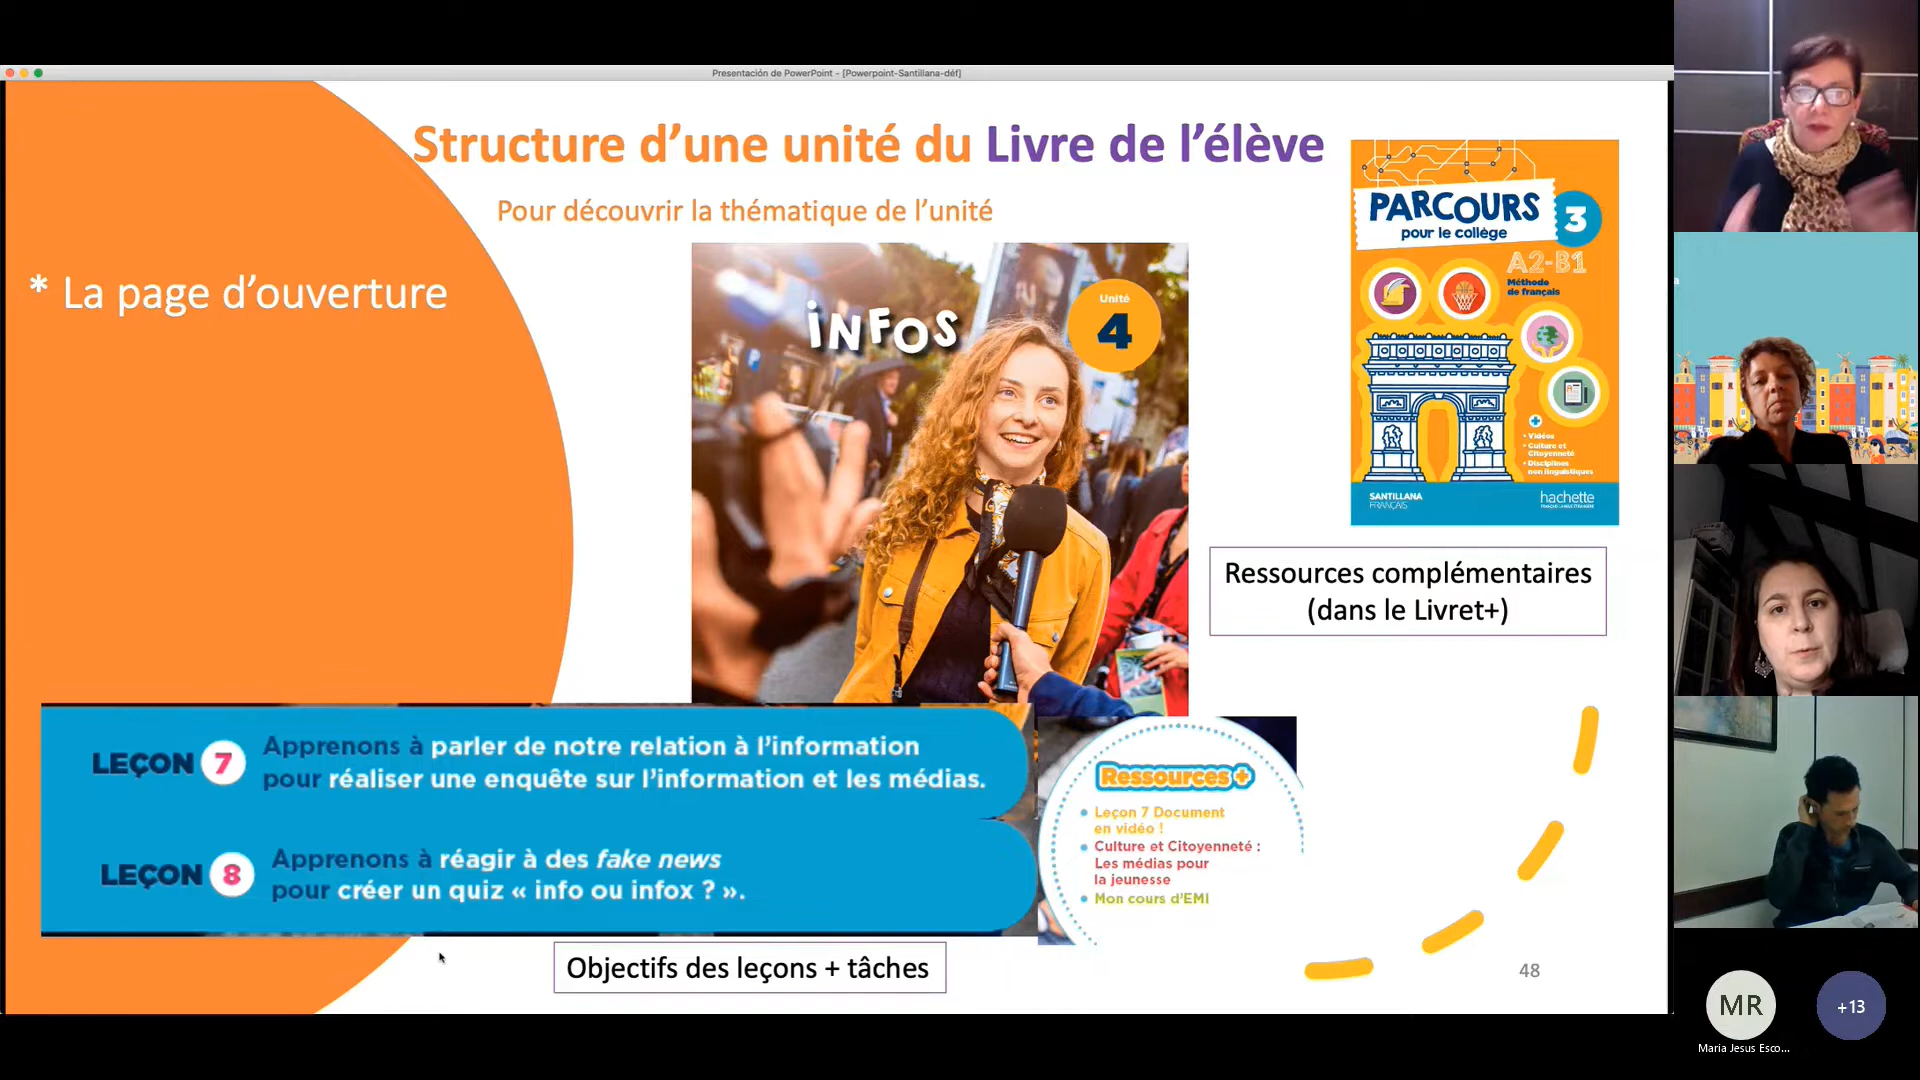 Presentación de PowerPoint - [Powerpoint-Santillana-déf]
Structure d’une unité du Livre de l’élève
Pour découvrir la thématique de l’unité
* La page d’ouverture
iNFOS
Unité
4
PARCOURS 3
pour le collège
A2-B1
Méthode
de français
+
• Vidéos
• Culture et
Citoyenneté
• Disciplines
non linguistiques
SANTILLANA
FRANÇAIS
hachette
FRANÇAIS LANGUE ÉTRANGÈRE
Ressources complémentaires
(dans le Livret+)
LEÇON 7 Apprenons à parler de notre relation à l’information
pour réaliser une enquête sur l’information et les médias.
LEÇON 8 Apprenons à réagir à des fake news
pour créer un quiz « info ou infox ? ».
Ressources +
• Leçon 7 Document
en vidéo !
• Culture et Citoyenneté :
Les médias pour
la jeunesse
• Mon cours d’EMI
Objectifs des leçons + tâches
48
MR
+13
Maria Jesus Esco...